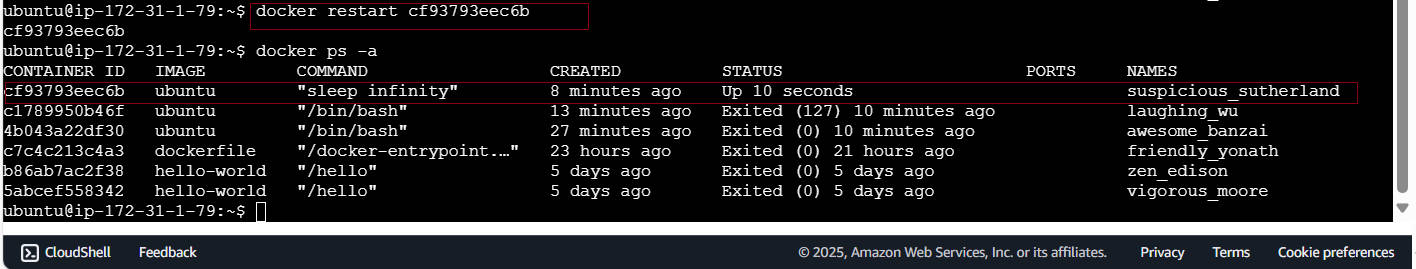 ubuntu@ip-172-31-1-79:~$ docker restart cf93793eec6b
cf93793eec6b
ubuntu@ip-172-31-1-79:~$ docker ps -a
CONTAINER ID   IMAGE         COMMAND                  CREATED          STATUS                        PORTS     NAMES
cf93793eec6b   ubuntu        "sleep infinity"         8 minutes ago    Up 10 seconds                           suspicious_sutherland
c1789950b46f   ubuntu        "/bin/bash"              13 minutes ago   Exited (127) 10 minutes ago             laughing_wu
4b043a22df30   ubuntu        "/bin/bash"              27 minutes ago   Exited (0) 10 minutes ago               awesome_banzai
c7c4c213c4a3   dockerfile    "/docker-entrypoint.…"   23 hours ago     Exited (0) 21 hours ago                 friendly_yonath
b86ab7ac2f38   hello-world   "/hello"                 5 days ago       Exited (0) 5 days ago                   zen_edison
5abcef558342   hello-world   "/hello"                 5 days ago       Exited (0) 5 days ago                   vigorous_moore
ubuntu@ip-172-31-1-79:~$
CloudShell Feedback © 2025, Amazon Web Services, Inc. or its affiliates. Privacy Terms Cookie preferences